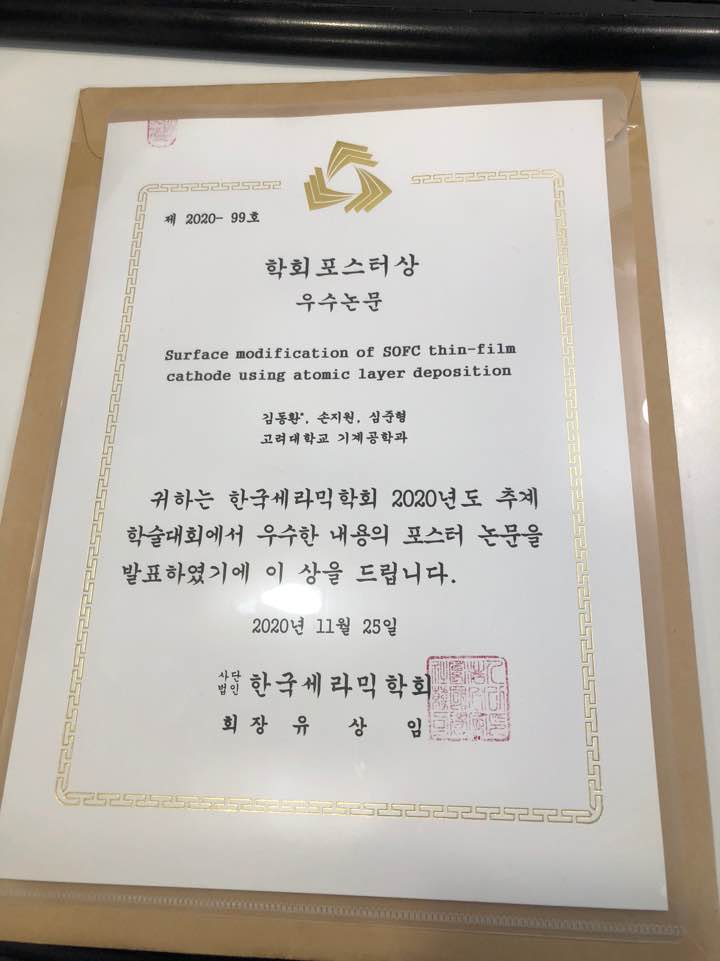 제 2020- 99호
학회포스터상
우수논문
Surface modification of SOFC thin-film
cathode using atomic layer deposition
김동환*, 손지원, 심준형
고려대학교 기계공학과
귀하는 한국세라믹학회 2020년도 추계
학술대회에서 우수한 내용의 포스터 논문을
발표하였기에 이 상을 드립니다.
2020년 11월 25일
사단법인 한국세라믹학회
회장 유 상 임